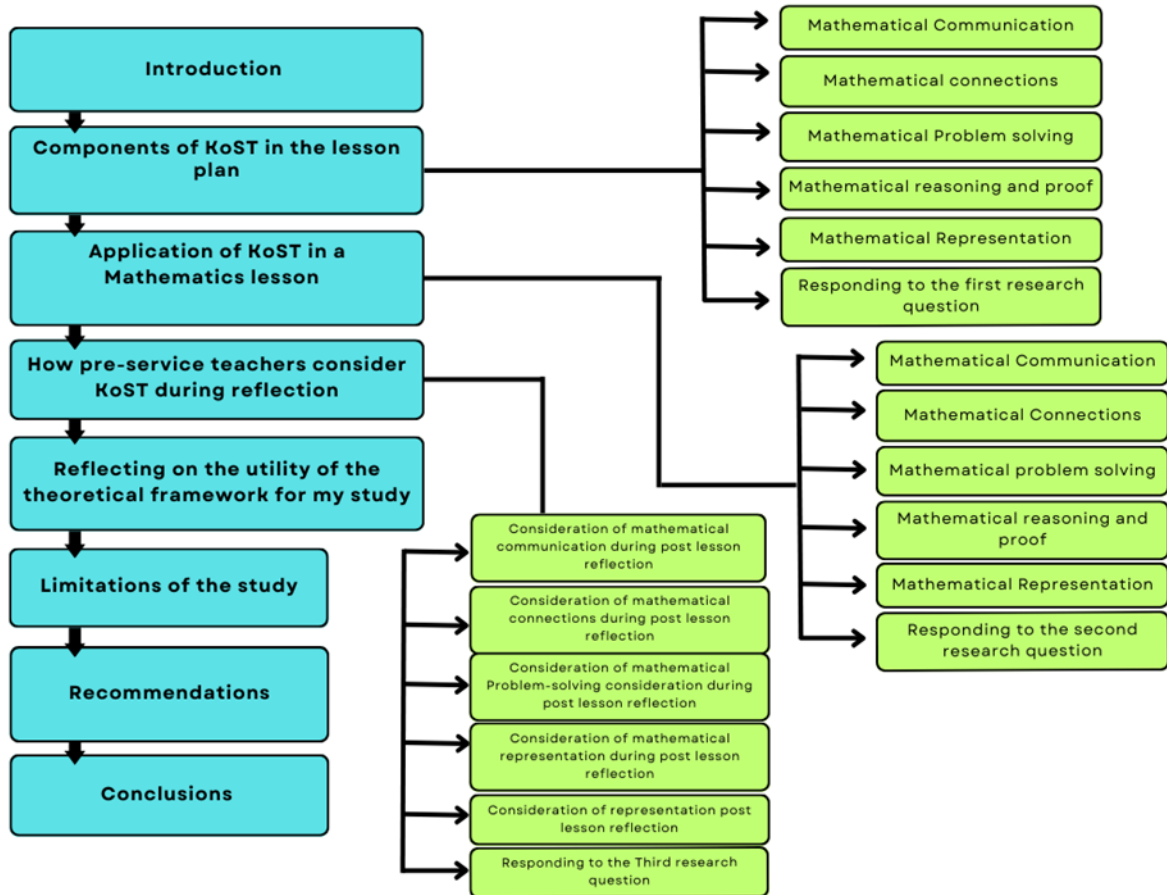 Introduction
Components of KoST in the lesson
plan
Application of KoST in a
Mathematics lesson
How pre-service teachers consider
KoST during reflection
Reflecting on the utility of the
theoretical framework for my study
Limitations of the study
Recommendations
Conclusions
Mathematical Communication
Mathematical connections
Mathematical Problem solving
Mathematical reasoning and proof
Mathematical Representation
Responding to the first research
question
Mathematical Communication
Mathematical Connections
Mathematical problem solving
Mathematical reasoning and
proof
Mathematical Representation
Responding to the second
research question
Consideration of mathematical
communication during post lesson
reflection
Consideration of mathematical
connections during post lesson
reflection
Consideration of mathematical
Problem-solving consideration during
post lesson reflection
Consideration of mathematical
representation during post lesson
reflection
Consideration of representation post
lesson reflection
Responding to the Third research
question